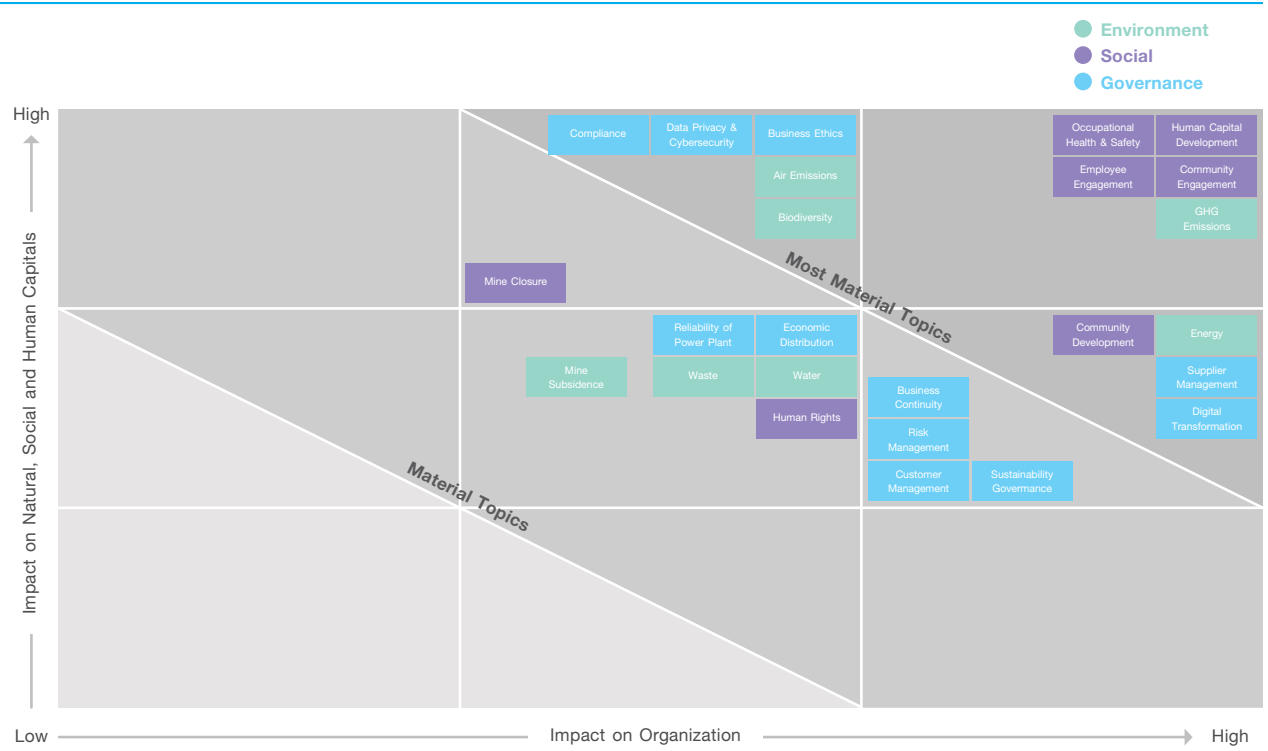 Environment
Social
Governance
High
Impact on Natural, Social and Human Capitals
Compliance
Data Privacy &
Cybersecurity
Business Ethics
Air Emissions
Biodiversity
Occupational
Health & Safety
Human Capital
Development
Employee
Engagement
Community
Engagement
GHG
Emissions
Mine Closure
Most Material Topics
Reliability of
Power Plant
Economic
Distribution
Mine
Subsidence
Waste
Water
Human Rights
Community
Development
Energy
Supplier
Management
Digital
Transformation
Business
Continuity
Risk
Management
Customer
Management
Sustainability
Govermance
Material Topics
Low
Impact on Organization
High